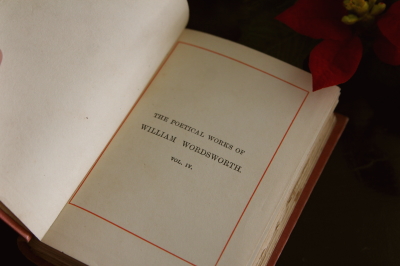 THE POETICAL WORKS OF
WILLIAM WORDSWORTH.
VOL. IV.